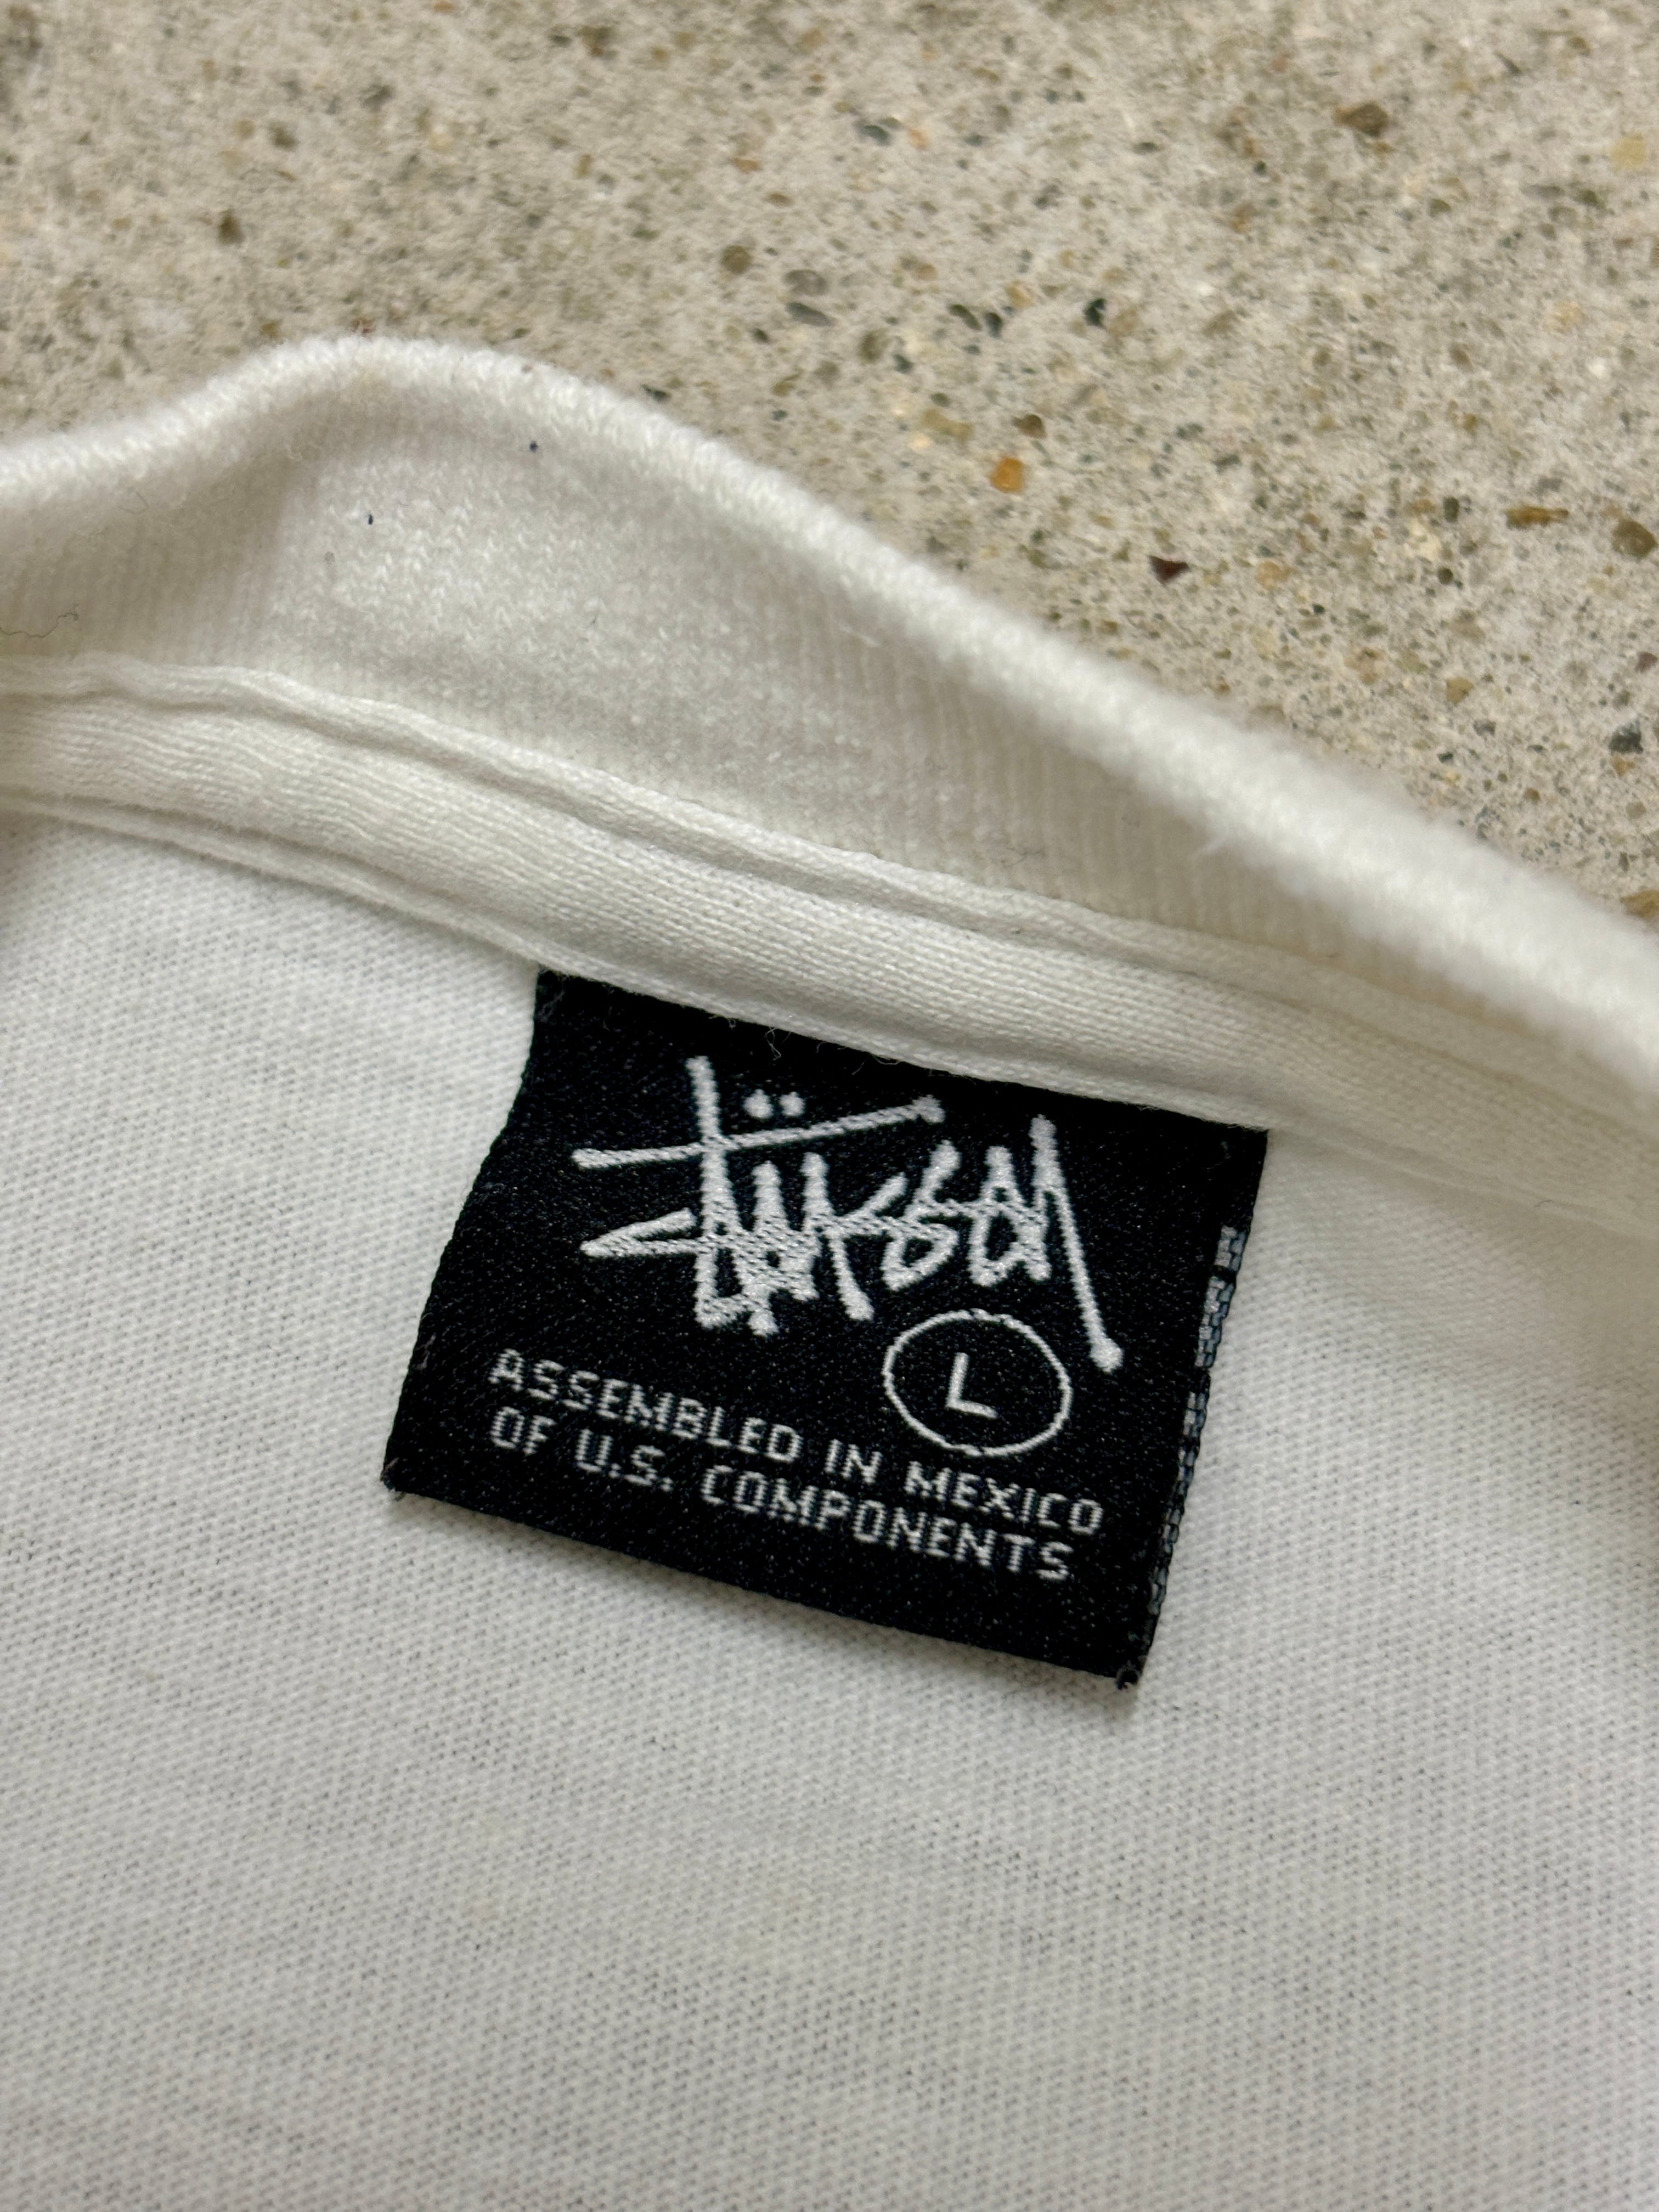 Stüssy
L
ASSEMBLED IN MEXICO
OF U.S. COMPONENTS